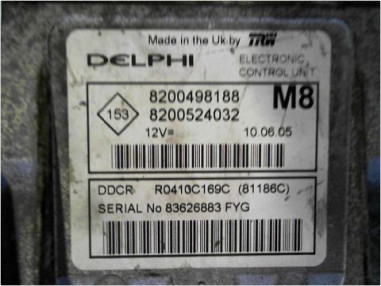 Made in the Uk by TRW
DELPHI ELECTRONIC
CONTROL UNIT
153 8200498188 M8
8200524032
12V= 10.06.05
DDCR R0410C169C (81186C)
SERIAL No 83626883 FYG